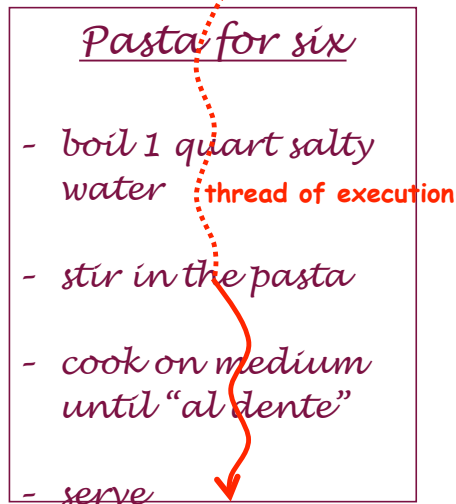 Pasta for six
- boil 1 quart salty
water
thread of execution
- stir in the pasta
- cook on medium
until “al dente”
- serve